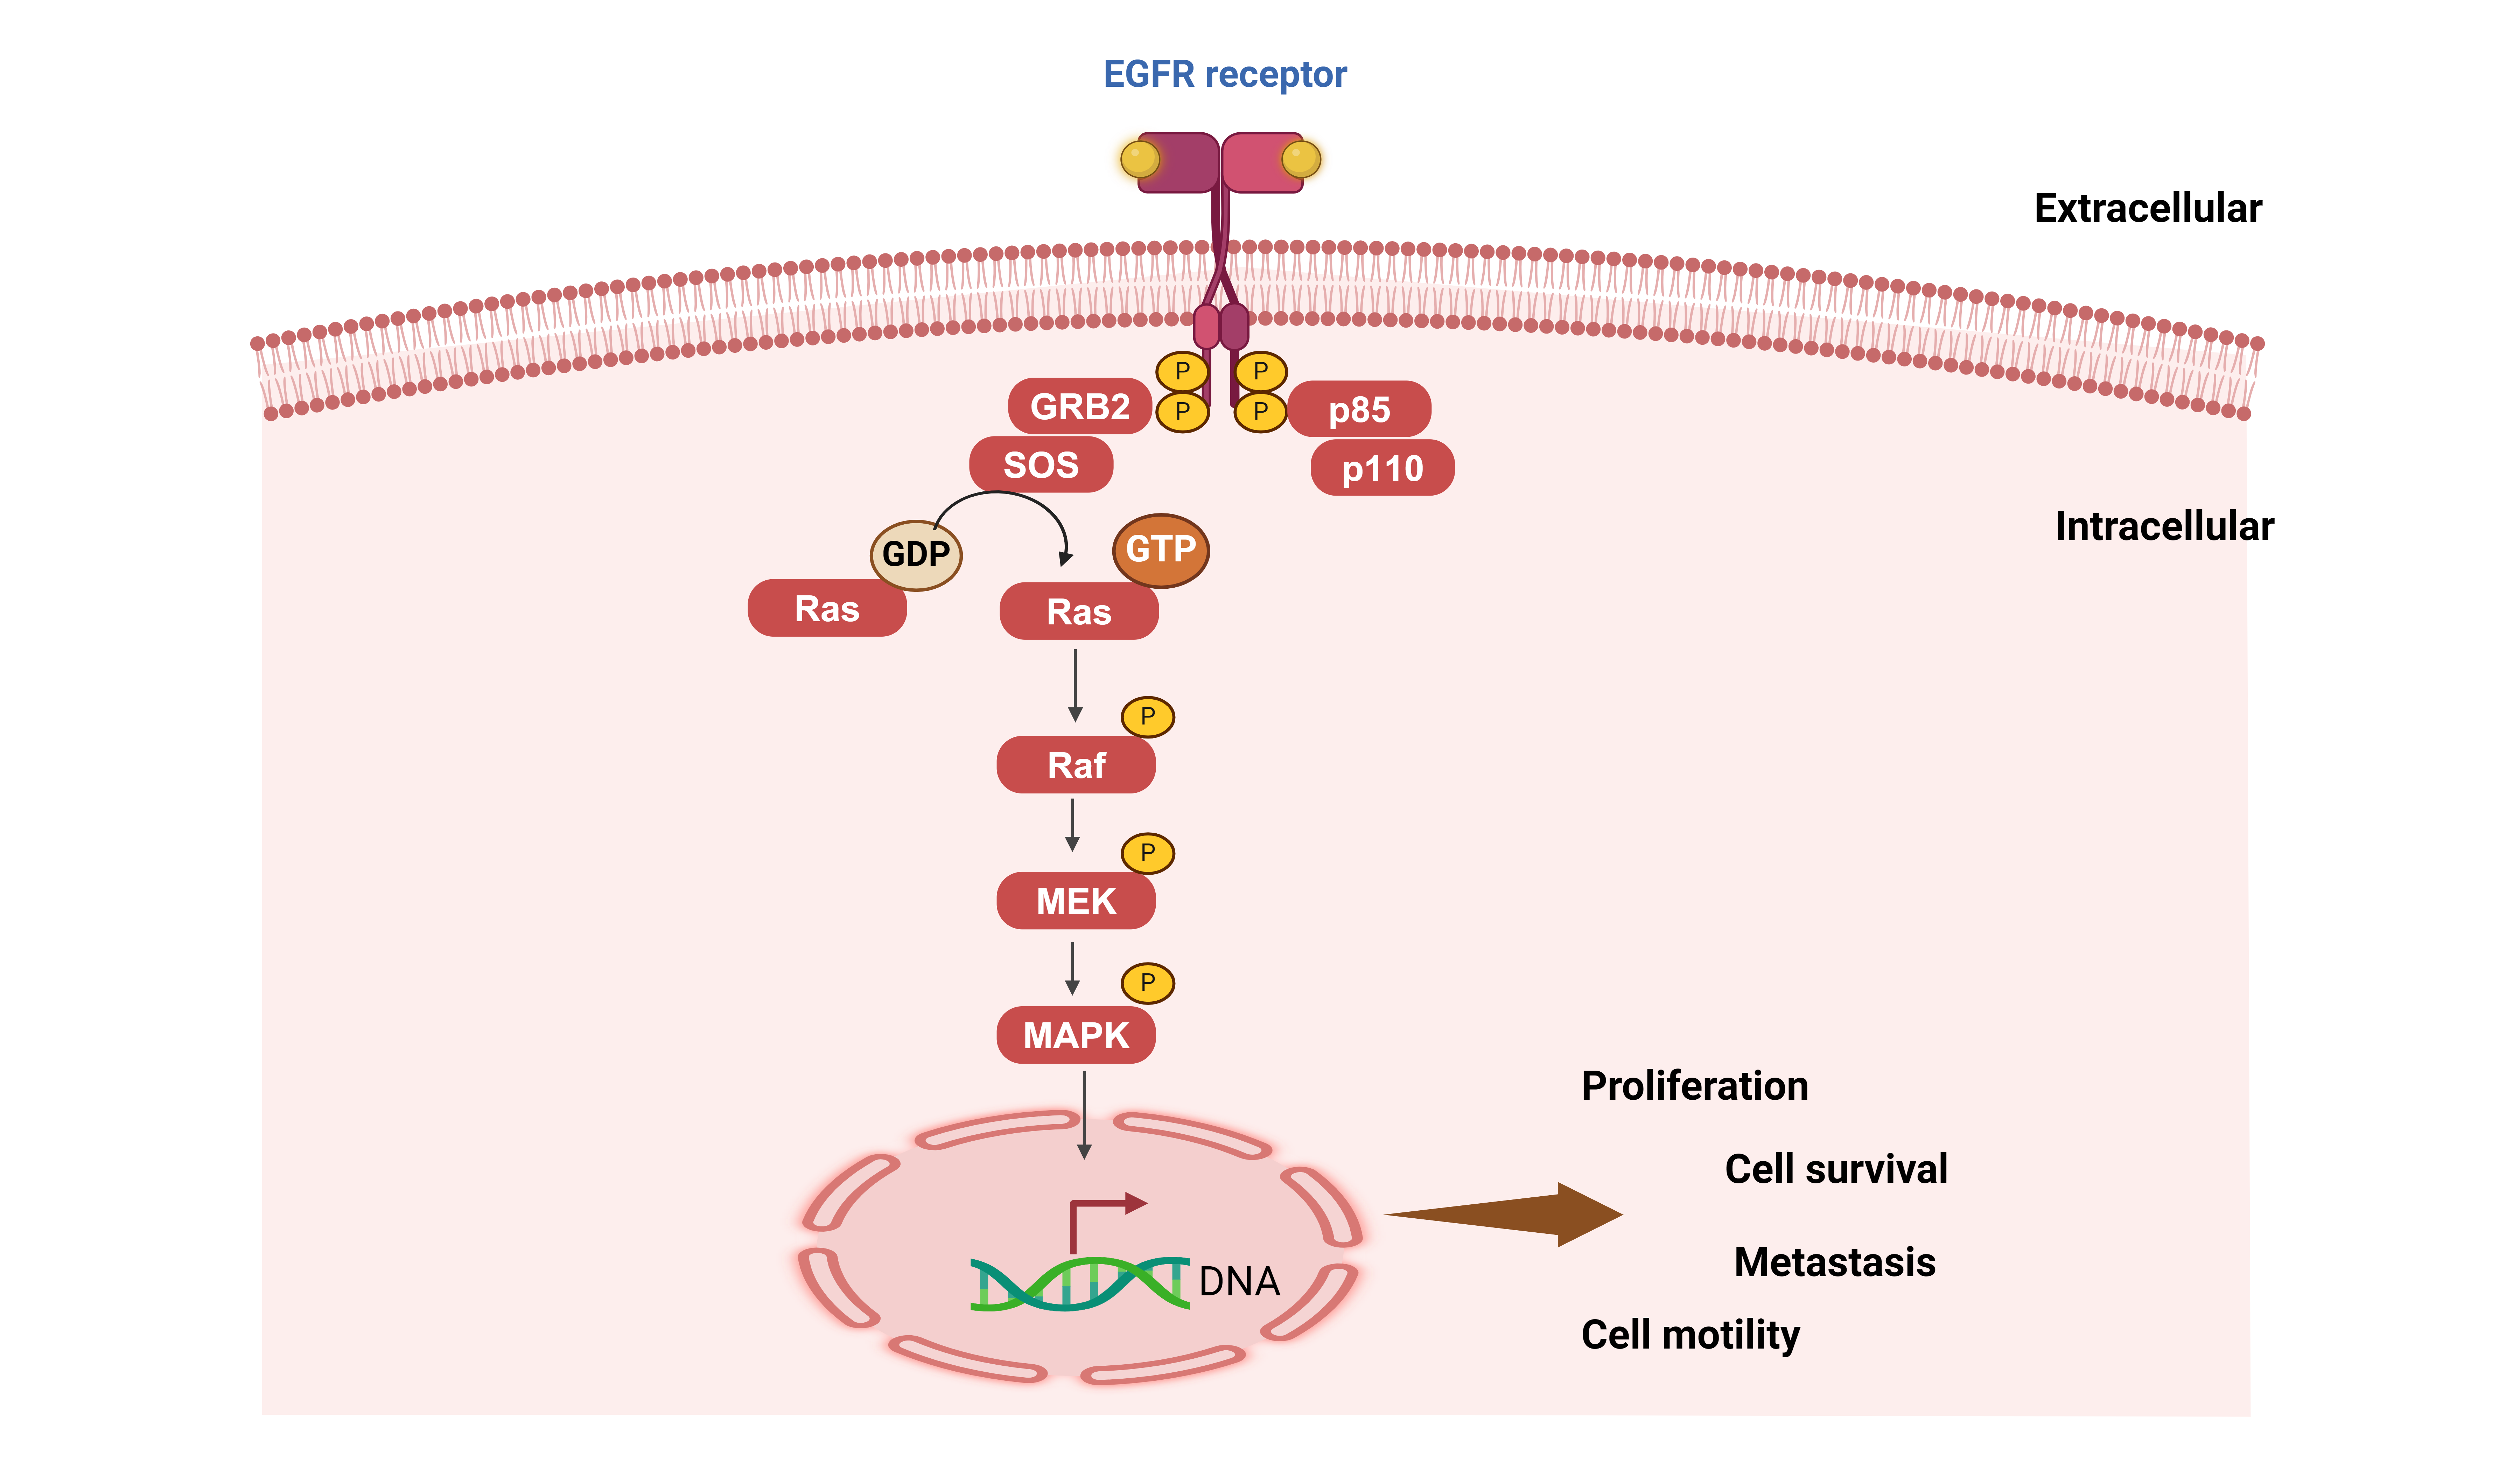 EGFR receptor
Extracellular
P
P
GRB2
P
P
p85
SOS
p110
Intracellular
GDP
GTP
Ras
Ras
P
Raf
P
MEK
P
MAPK
Proliferation
Cell survival
Metastasis
DNA
Cell motility